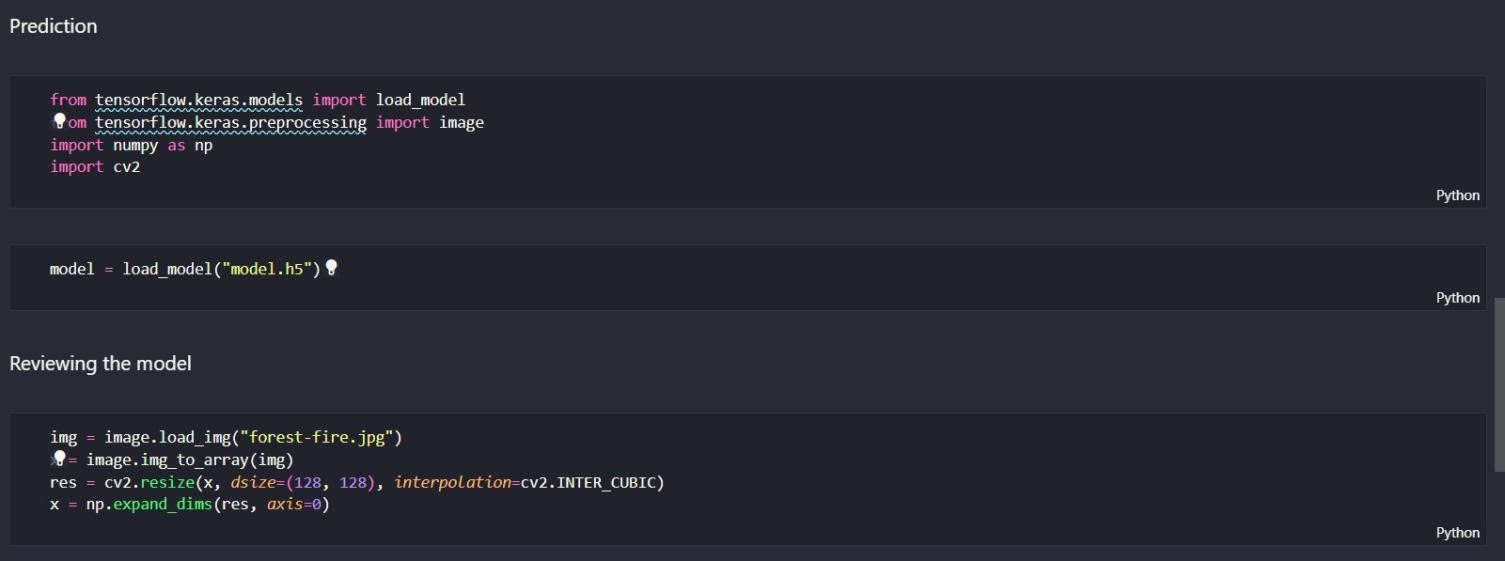 Prediction
from tensorflow.keras.models import load_model
om tensorflow.keras.preprocessing import image
import numpy as np
import cv2
Python
model = load_model("model.h5")
Python
Reviewing the model
img = image.load_img("forest-fire.jpg")
= image.img_to_array(img)
res = cv2.resize(x, dsize=(128, 128), interpolation=cv2.INTER_CUBIC)
x = np.expand_dims(res, axis=0)
Python